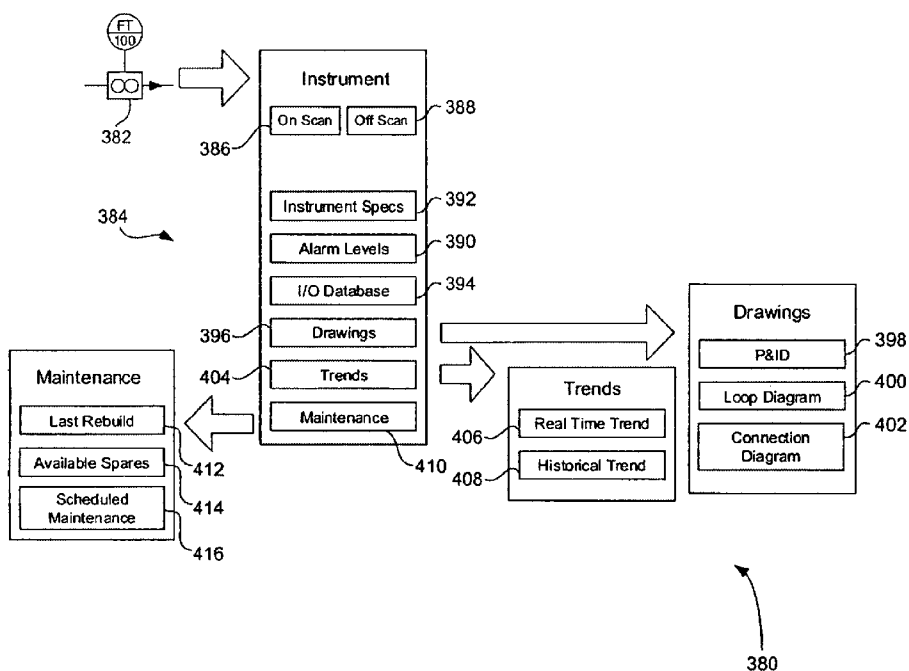 FT
100
382
384
Instrument
On Scan
Off Scan
386
388
Instrument Specs
392
Alarm Levels
390
I/O Database
394
396
Drawings
404
Trends
Maintenance
410
Maintenance
Last Rebuild
412
Available Spares
414
Scheduled
Maintenance
416
Trends
406
Real Time Trend
408
Historical Trend
Drawings
P&ID
398
Loop Diagram
400
Connection
Diagram
402
380